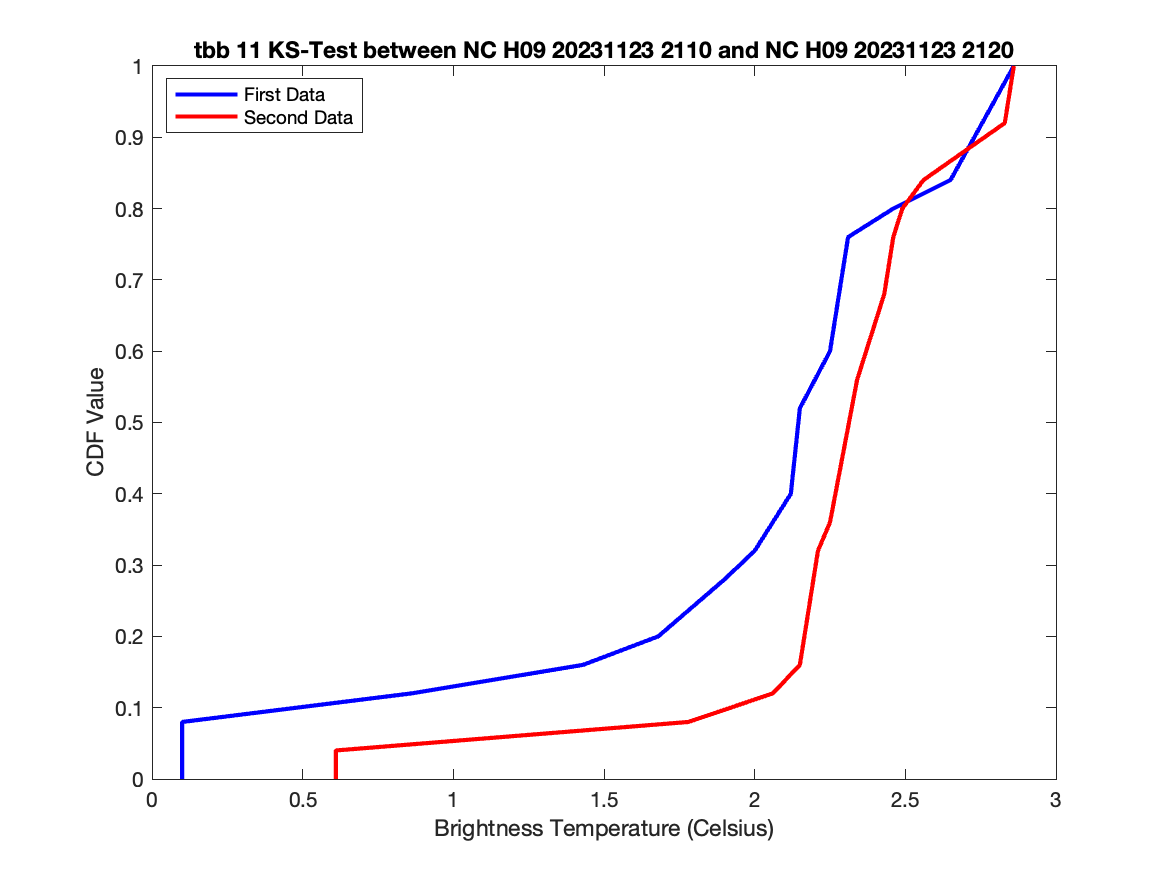 tbb 11 KS-Test between NC H09 20231123 2110 and NC H09 20231123 2120
First Data
Second Data
1
0.9
0.8
0.7
0.6
0.5
0.4
0.3
0.2
0.1
0
CDF Value
0 0.5 1 1.5 2 2.5 3
Brightness Temperature (Celsius)